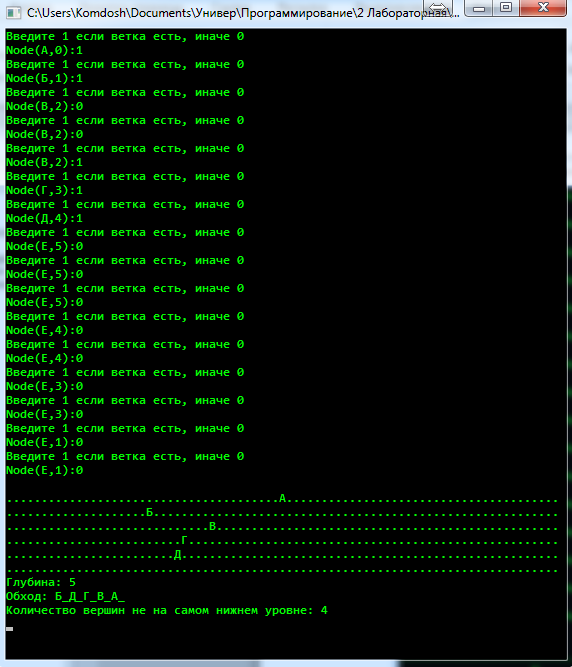 C:\Users\Komdosh\Documents\Универ\Программирование\2 Лабораторная\...
Введите 1 если ветка есть, иначе 0
Node(А,0):1
Введите 1 если ветка есть, иначе 0
Node(Б,1):1
Введите 1 если ветка есть, иначе 0
Node(В,2):0
Введите 1 если ветка есть, иначе 0
Node(В,2):0
Введите 1 если ветка есть, иначе 0
Node(В,2):1
Введите 1 если ветка есть, иначе 0
Node(Г,3):1
Введите 1 если ветка есть, иначе 0
Node(Д,4):1
Введите 1 если ветка есть, иначе 0
Node(Е,5):0
Введите 1 если ветка есть, иначе 0
Node(Е,5):0
Введите 1 если ветка есть, иначе 0
Node(Е,5):0
Введите 1 если ветка есть, иначе 0
Node(Е,4):0
Введите 1 если ветка есть, иначе 0
Node(Е,4):0
Введите 1 если ветка есть, иначе 0
Node(Е,3):0
Введите 1 если ветка есть, иначе 0
Node(Е,3):0
Введите 1 если ветка есть, иначе 0
Node(Е,1):0
Введите 1 если ветка есть, иначе 0
Node(Е,1):0
.......................................А.......................................
....................Б..........................................................
.............................В.................................................
.........................Г.....................................................
........................Д......................................................
...............................................................................
Глубина: 5
Обход: Б_Д_Г_В_А_
Количество вершин не на самом нижнем уровне: 4